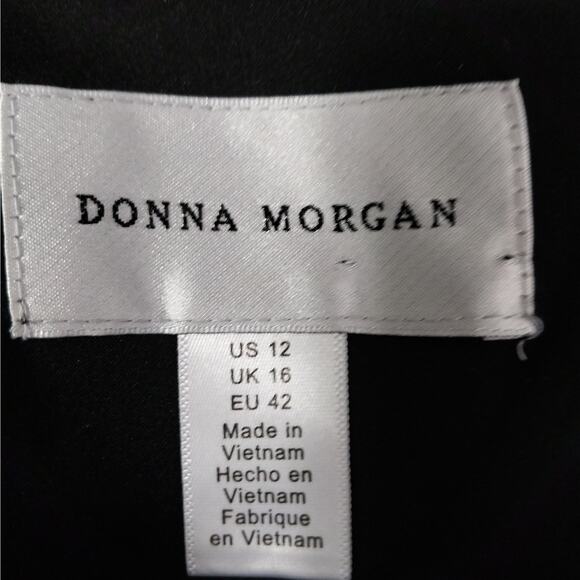 DONNA MORGAN
US 12
UK 16
EU 42
Made in
Vietnam
Hecho en
Vietnam
Fabrique
en Vietnam